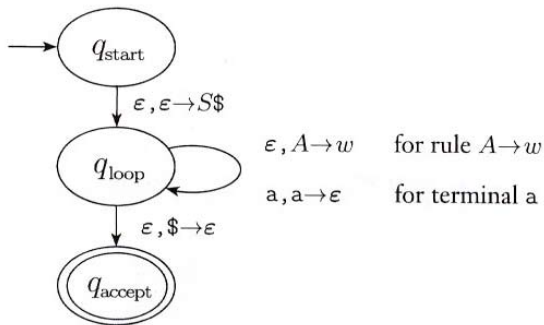 q_start
ε,ε→S$
q_loop
ε,A→w for rule A→w
a,a→ε for terminal a
ε,$→ε
q_accept